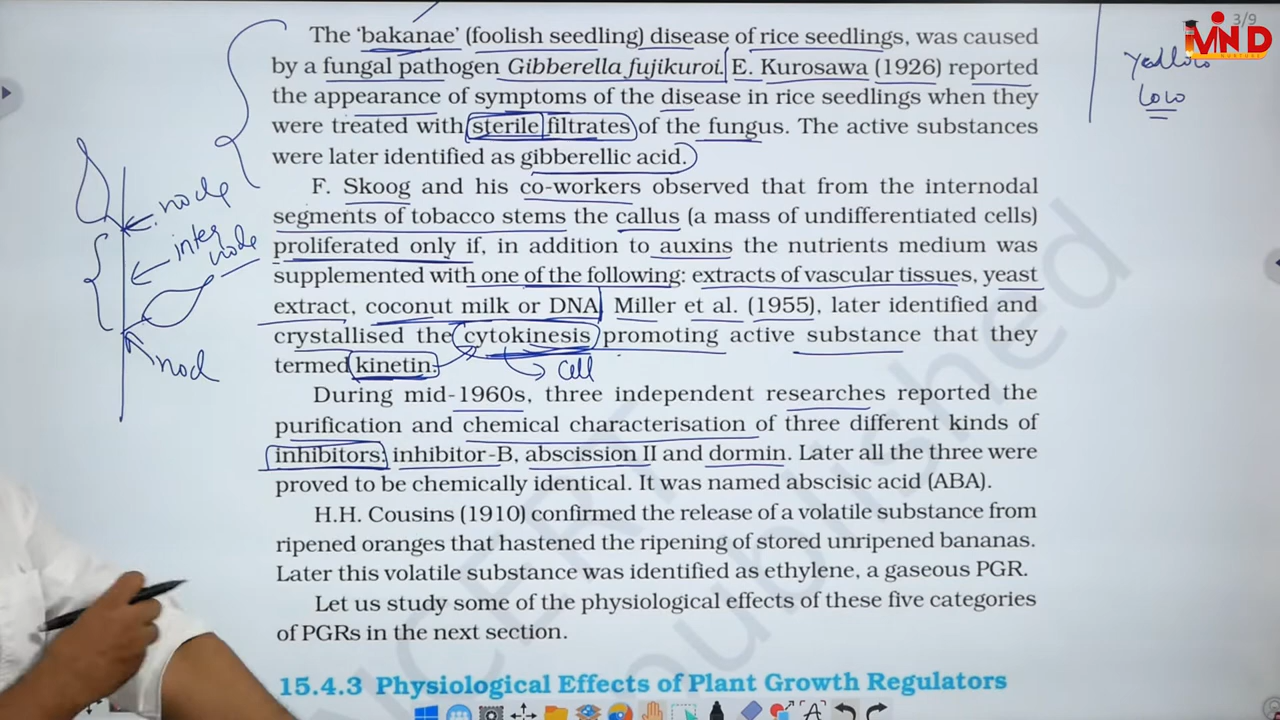 The 'bakanae' (foolish seedling) disease of rice seedlings, was caused
by a fungal pathogen Gibberella fujikuroi. E. Kurosawa (1926) reported
the appearance of symptoms of the disease in rice seedlings when they
were treated with sterile filtrates of the fungus. The active substances
were later identified as gibberellic acid.
F. Skoog and his co-workers observed that from the internodal
segments of tobacco stems the callus (a mass of undifferentiated cells)
proliferated only if, in addition to auxins the nutrients medium was
supplemented with one of the following: extracts of vascular tissues, yeast
extract, coconut milk or DNA. Miller et al. (1955), later identified and
crystallised the cytokinesis promoting active substance that they
termed kinetin.
During mid-1960s, three independent researches reported the
purification and chemical characterisation of three different kinds of
inhibitors: inhibitor-B, abscission II and dormin. Later all the three were
proved to be chemically identical. It was named abscisic acid (ABA).
H.H. Cousins (1910) confirmed the release of a volatile substance from
ripened oranges that hastened the ripening of stored unripened bananas.
Later this volatile substance was identified as ethylene, a gaseous PGR.
Let us study some of the physiological effects of these five categories
of PGRs in the next section.
15.4.3 Physiological Effects of Plant Growth Regulators
node
inter
node
nod
cell
3/9
MIND